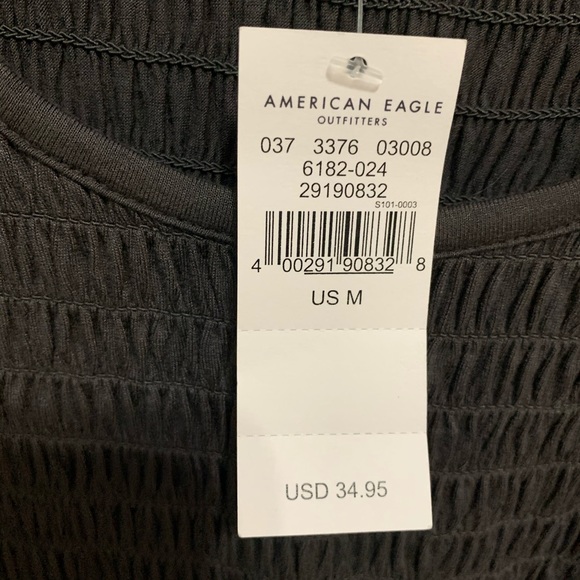 AMERICAN EAGLE
OUTFITTERS
037 3376 03008
6182-024
29190832
S101-0003
4 00291 90832 8
US M
USD 34.95